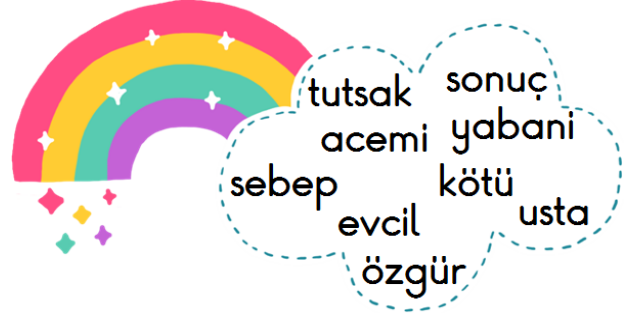 tutsak
sonuç
acemi
yabani
sebep
kötü
evcil
usta
özgür